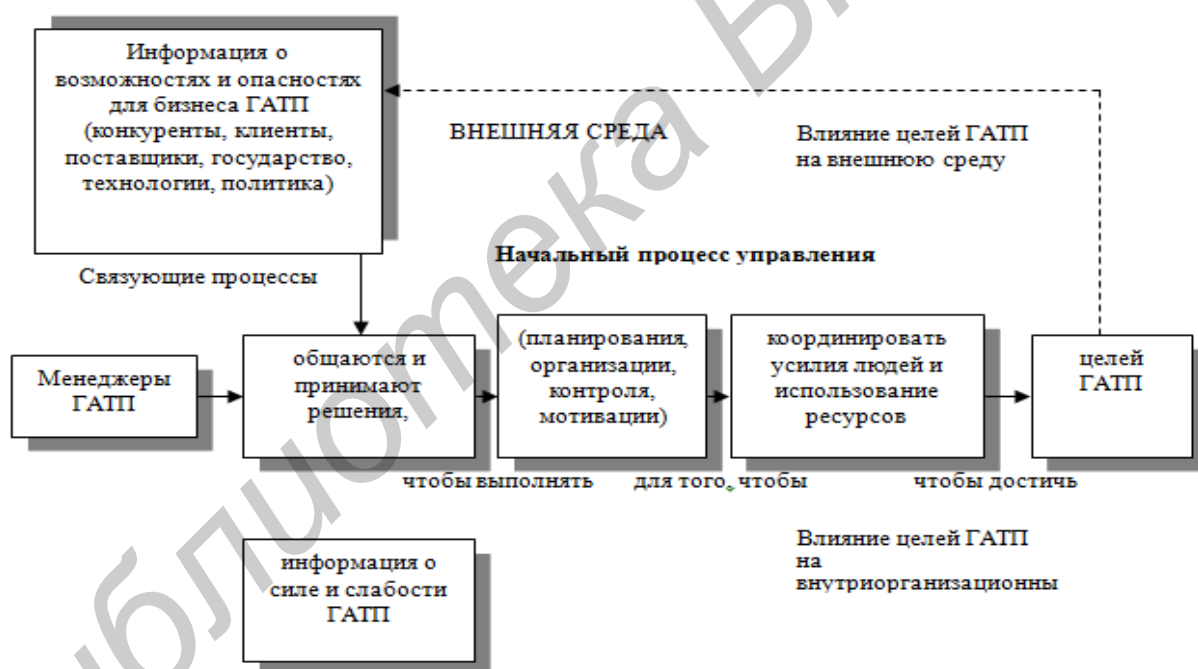 Информация о
возможностях и опасностях
для бизнеса ГАТП
(конкуренты, клиенты,
поставщики, государство,
технологии, политика)
ВНЕШНЯЯ СРЕДА
Влияние целей ГАТП
на внешнюю среду
Начальный процесс управления
Связующие процессы
Менеджеры
ГАТП
общаются и
принимают
решения,
(планирования,
организации,
контроля,
мотивации)
координировать
усилия людей и
использование
ресурсов
целей
ГАТП
чтобы выполнять
для того, чтобы
чтобы достичь
информация о
силе и слабости
ГАТП
Влияние целей ГАТП
на
внутриорганизационны
блиотека Б